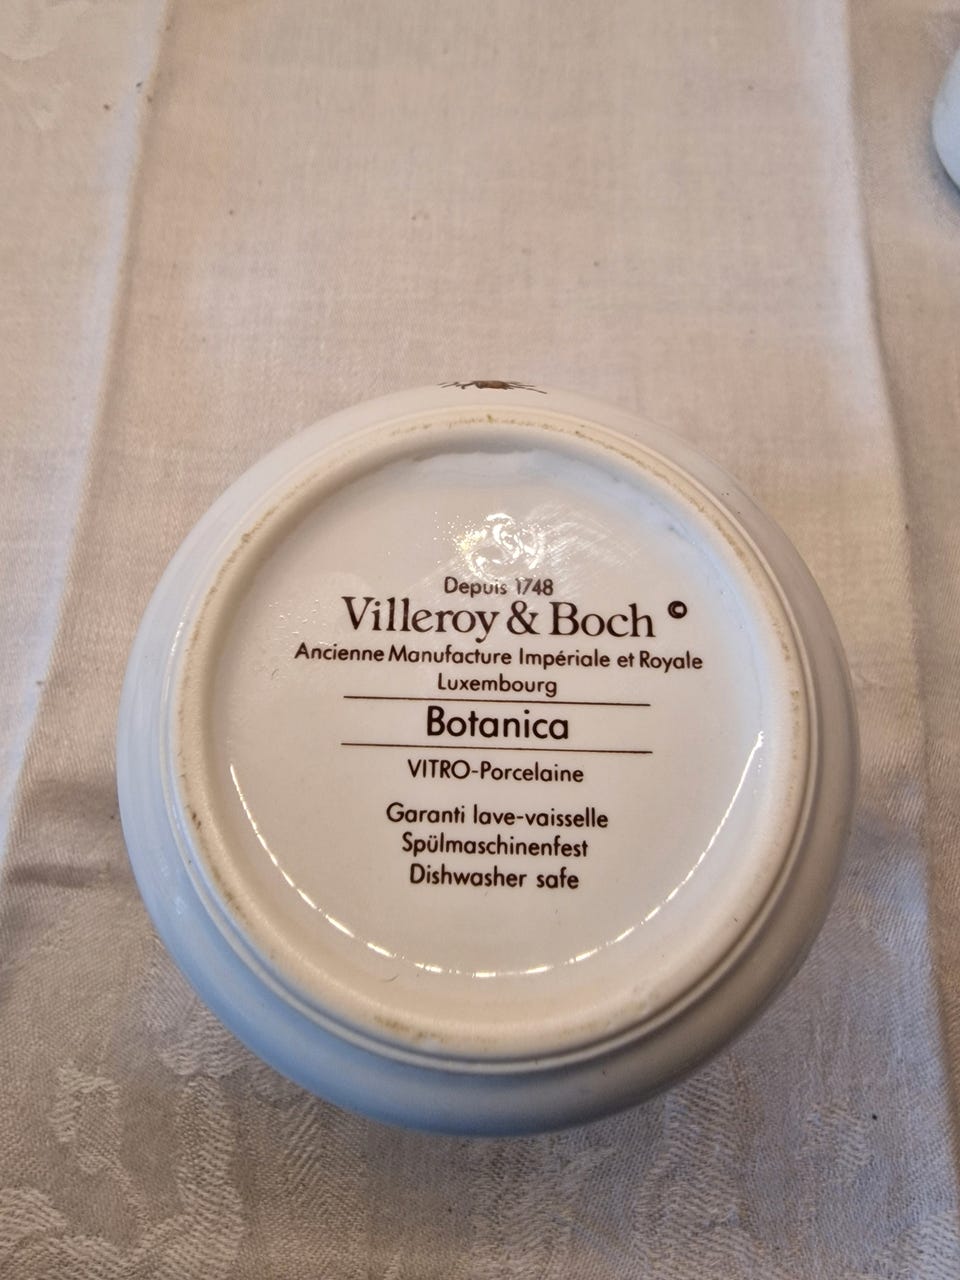 Depuis 1748
Villeroy & Boch ©
Ancienne Manufacture Impériale et Royale
Luxembourg
Botanica
VITRO-Porcelaine
Garanti lave-vaisselle
Spülmaschinenfest
Dishwasher safe